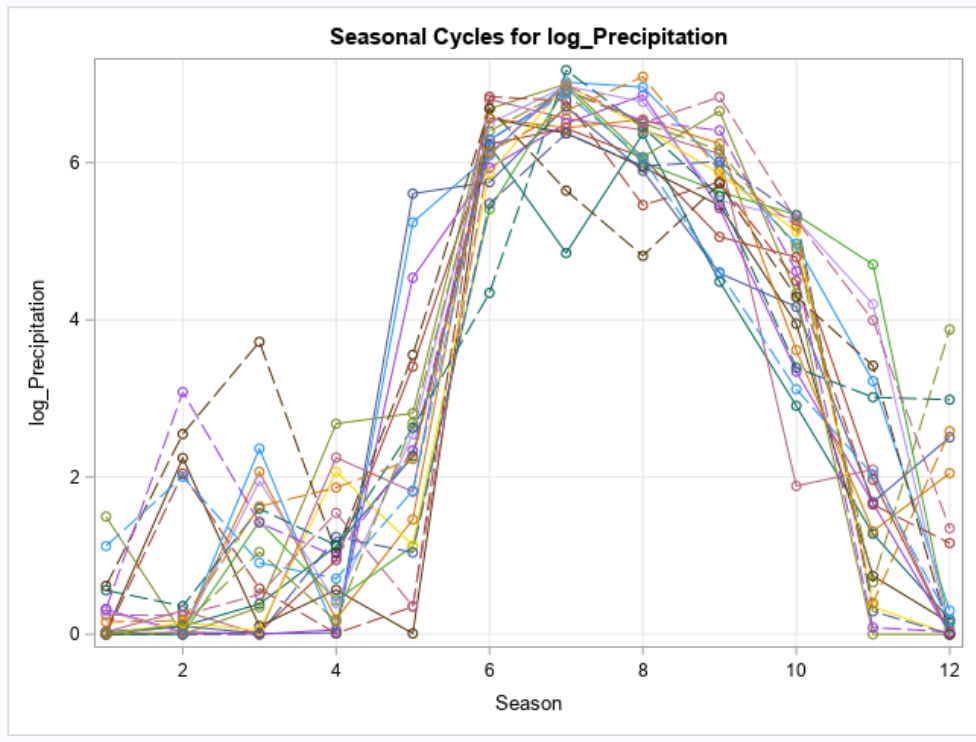 Seasonal Cycles for log_Precipitation
6
4
2
0
log_Precipitation
2 4 6 8 10 12
Season